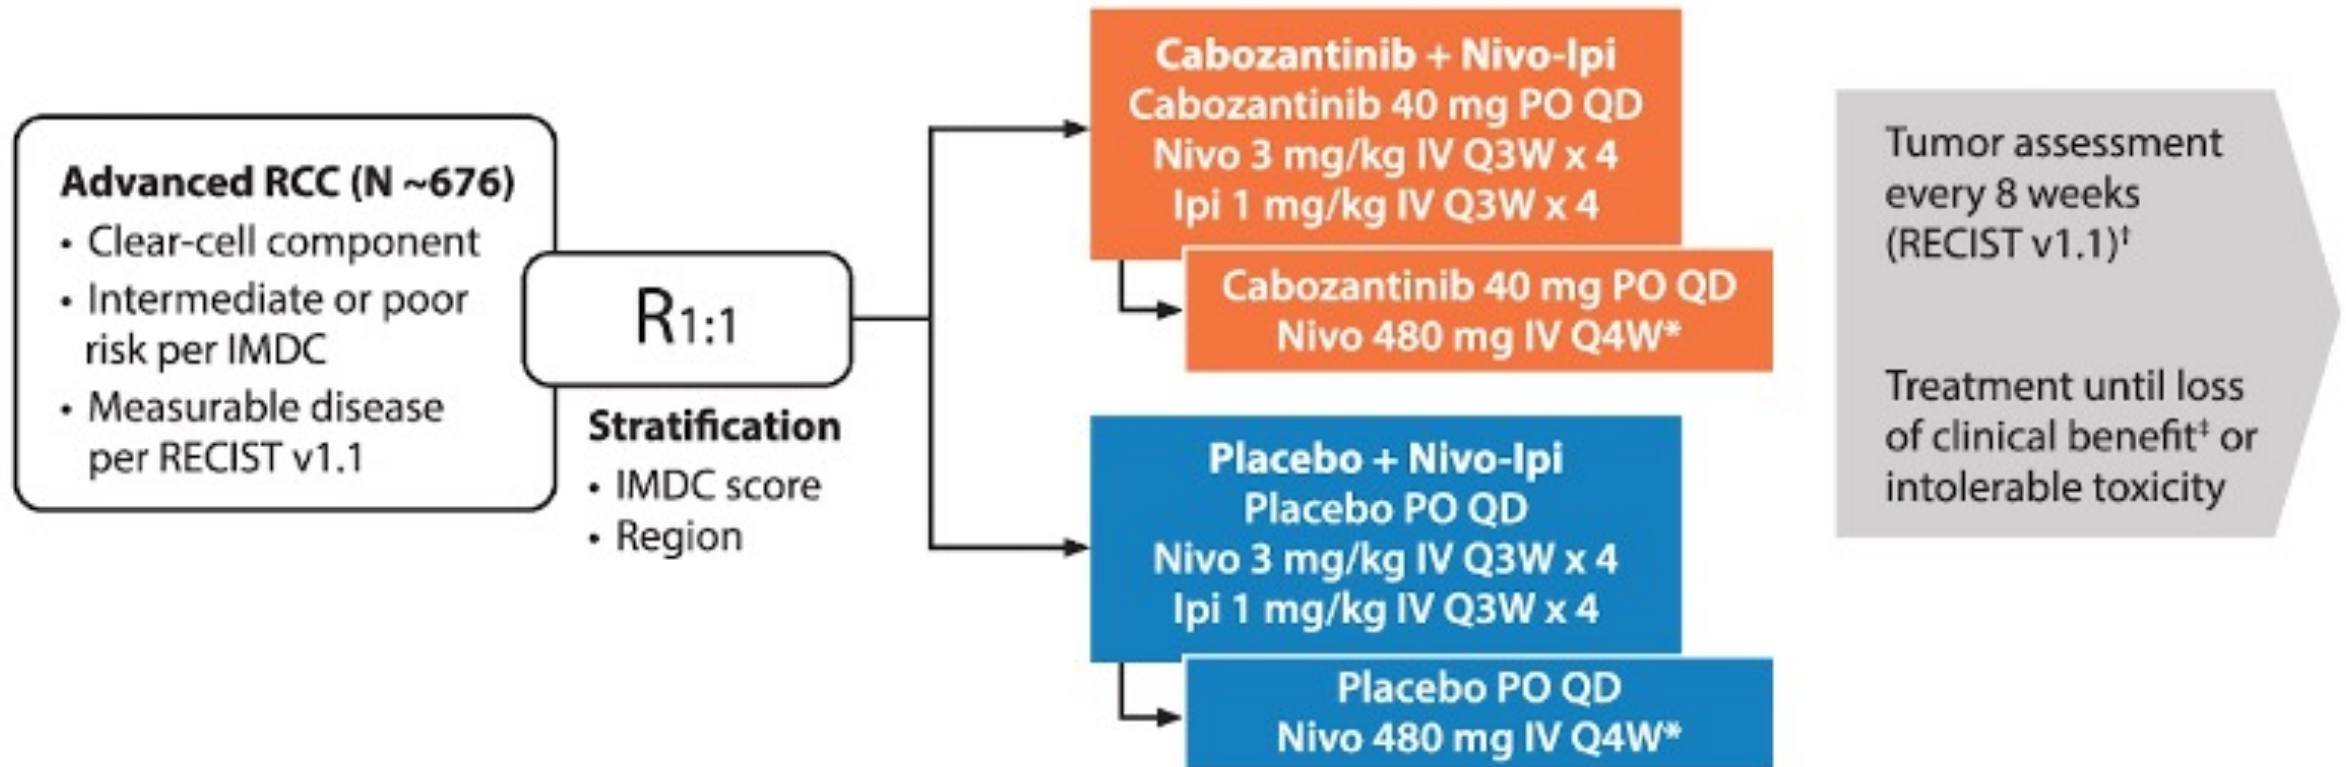 Advanced RCC (N ~676)
• Clear-cell component
• Intermediate or poor
risk per IMDC
• Measurable disease
per RECIST v1.1
R1:1
Stratification
• IMDC score
• Region
Cabozantinib + Nivo-Ipi
Cabozantinib 40 mg PO QD
Nivo 3 mg/kg IV Q3W x 4
Ipi 1 mg/kg IV Q3W x 4
Cabozantinib 40 mg PO QD
Nivo 480 mg IV Q4W*
Placebo + Nivo-Ipi
Placebo PO QD
Nivo 3 mg/kg IV Q3W x 4
Ipi 1 mg/kg IV Q3W x 4
Placebo PO QD
Nivo 480 mg IV Q4W*
Tumor assessment
every 8 weeks
(RECIST v1.1)†
Treatment until loss
of clinical benefit‡ or
intolerable toxicity